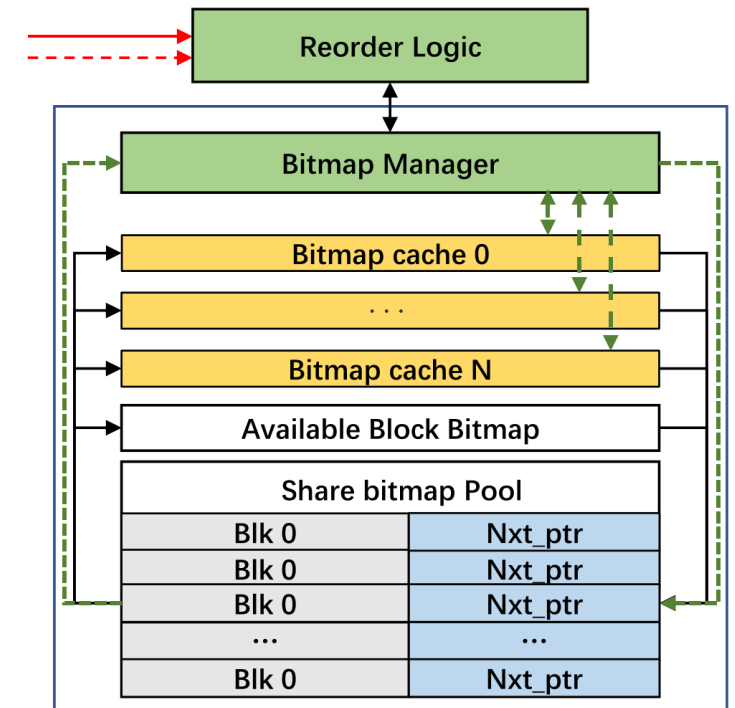 Reorder Logic
Bitmap Manager
Bitmap cache 0
...
Bitmap cache N
Available Block Bitmap
Share bitmap Pool
Blk 0 Nxt_ptr
Blk 0 Nxt_ptr
Blk 0 Nxt_ptr
... ...
Blk 0 Nxt_ptr